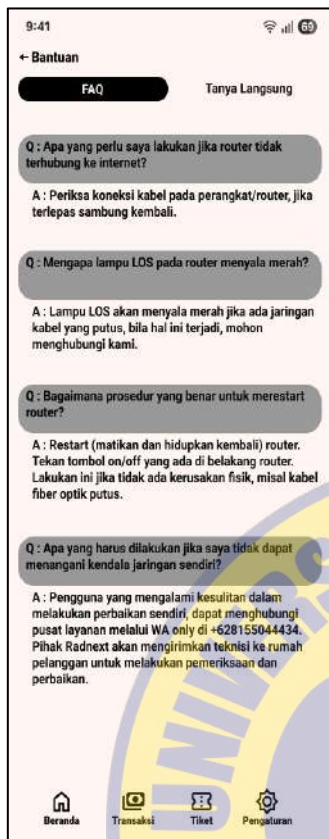 9:41
69
← Bantuan
FAQ
Tanya Langsung
Q : Apa yang perlu saya lakukan jika router tidak
terhubung ke internet?
A : Periksa koneksi kabel pada perangkat/router, jika
terlepas sambung kembali.
Q : Mengapa lampu LOS pada router menyala merah?
A : Lampu LOS akan menyala merah jika ada jaringan
kabel yang putus, bila hal ini terjadi, mohon
menghubungi kami.
Q : Bagaimana prosedur yang benar untuk merestart
router?
A : Restart (matikan dan hidupkan kembali) router.
Tekan tombol on/off yang ada di belakang router.
Lakukan ini jika tidak ada kerusakan fisik, misal kabel
fiber optik putus.
Q : Apa yang harus dilakukan jika saya tidak dapat
menangani kendala jaringan sendiri?
A : Pengguna yang mengalami kesulitan dalam
melakukan perbaikan sendiri, dapat menghubungi
pusat layanan melalui WA only di +628155044434.
Pihak Radnext akan mengirimkan teknisi ke rumah
pelanggan untuk melakukan pemeriksaan dan
perbaikan.
UNIVERS
Beranda
Transaksi
Tiket
Pengaturan